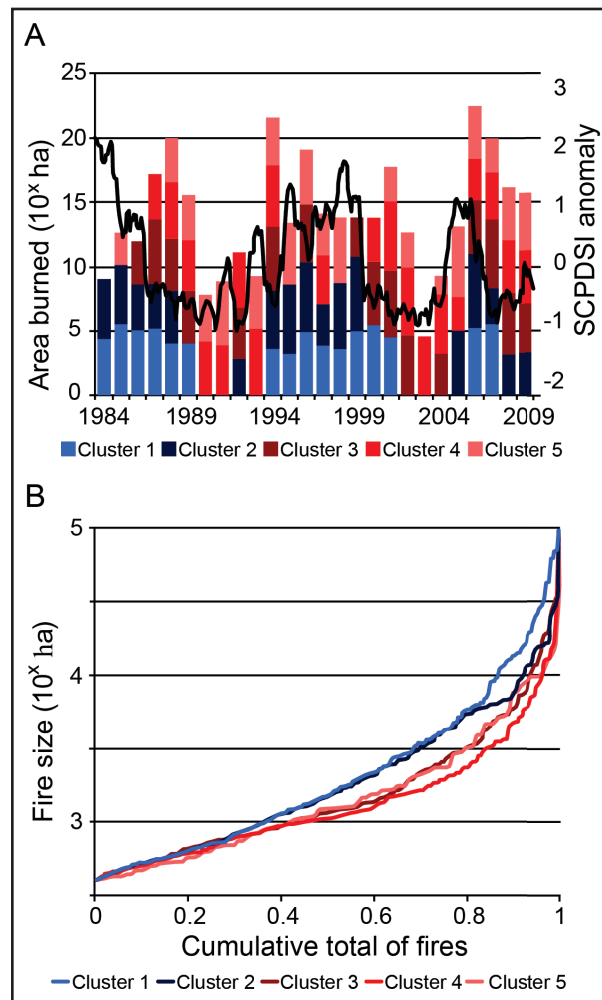 A
Area burned (10ˣ ha)
25
20
15
10
5
0
SCPDSI anomaly
3
2
1
0
-1
-2
1984 1989 1994 1999 2004 2009
Cluster 1 Cluster 2 Cluster 3 Cluster 4 Cluster 5
B
Fire size (10ˣ ha)
5
4
3
0 0.2 0.4 0.6 0.8 1
Cumulative total of fires
Cluster 1 Cluster 2 Cluster 3 Cluster 4 Cluster 5